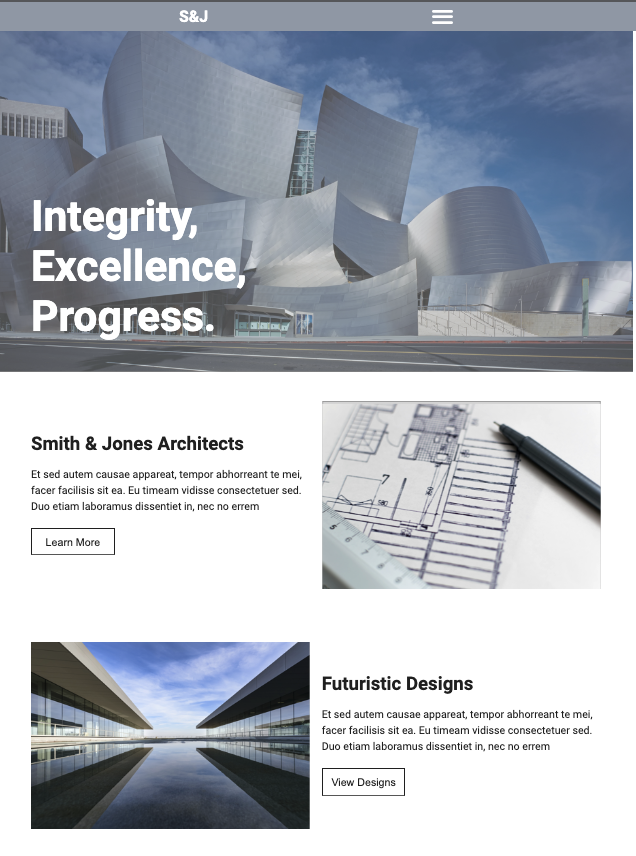 S&J
Integrity,
Excellence,
Progress.
Smith & Jones Architects
Et sed autem causae appareat, tempor abhorreant te mei,
facer facilisis sit ea. Eu timeam vidisse consectetuer sed.
Duo etiam laboramus dissentiet in, nec no errem
Learn More
7
Futuristic Designs
Et sed autem causae appareat, tempor abhorreant te mei,
facer facilisis sit ea. Eu timeam vidisse consectetuer sed.
Duo etiam laboramus dissentiet in, nec no errem
View Designs